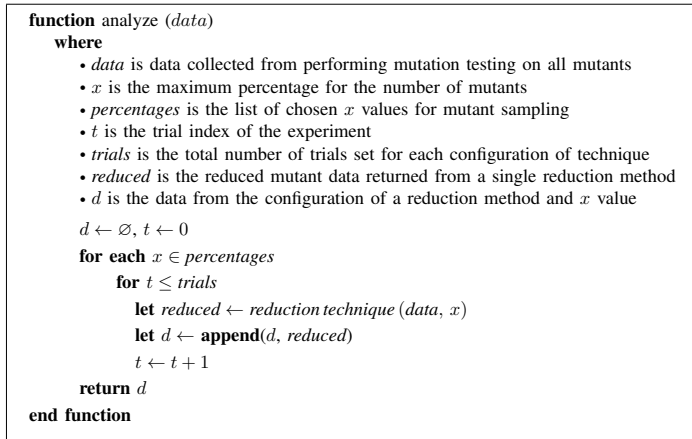 function analyze (data)
where
• data is data collected from performing mutation testing on all mutants
• x is the maximum percentage for the number of mutants
• percentages is the list of chosen x values for mutant sampling
• t is the trial index of the experiment
• trials is the total number of trials set for each configuration of technique
• reduced is the reduced mutant data returned from a single reduction method
• d is the data from the configuration of a reduction method and x value
d ← ∅, t ← 0
for each x ∈ percentages
for t ≤ trials
let reduced ← reduction technique (data, x)
let d ← append(d, reduced)
t ← t + 1
return d
end function